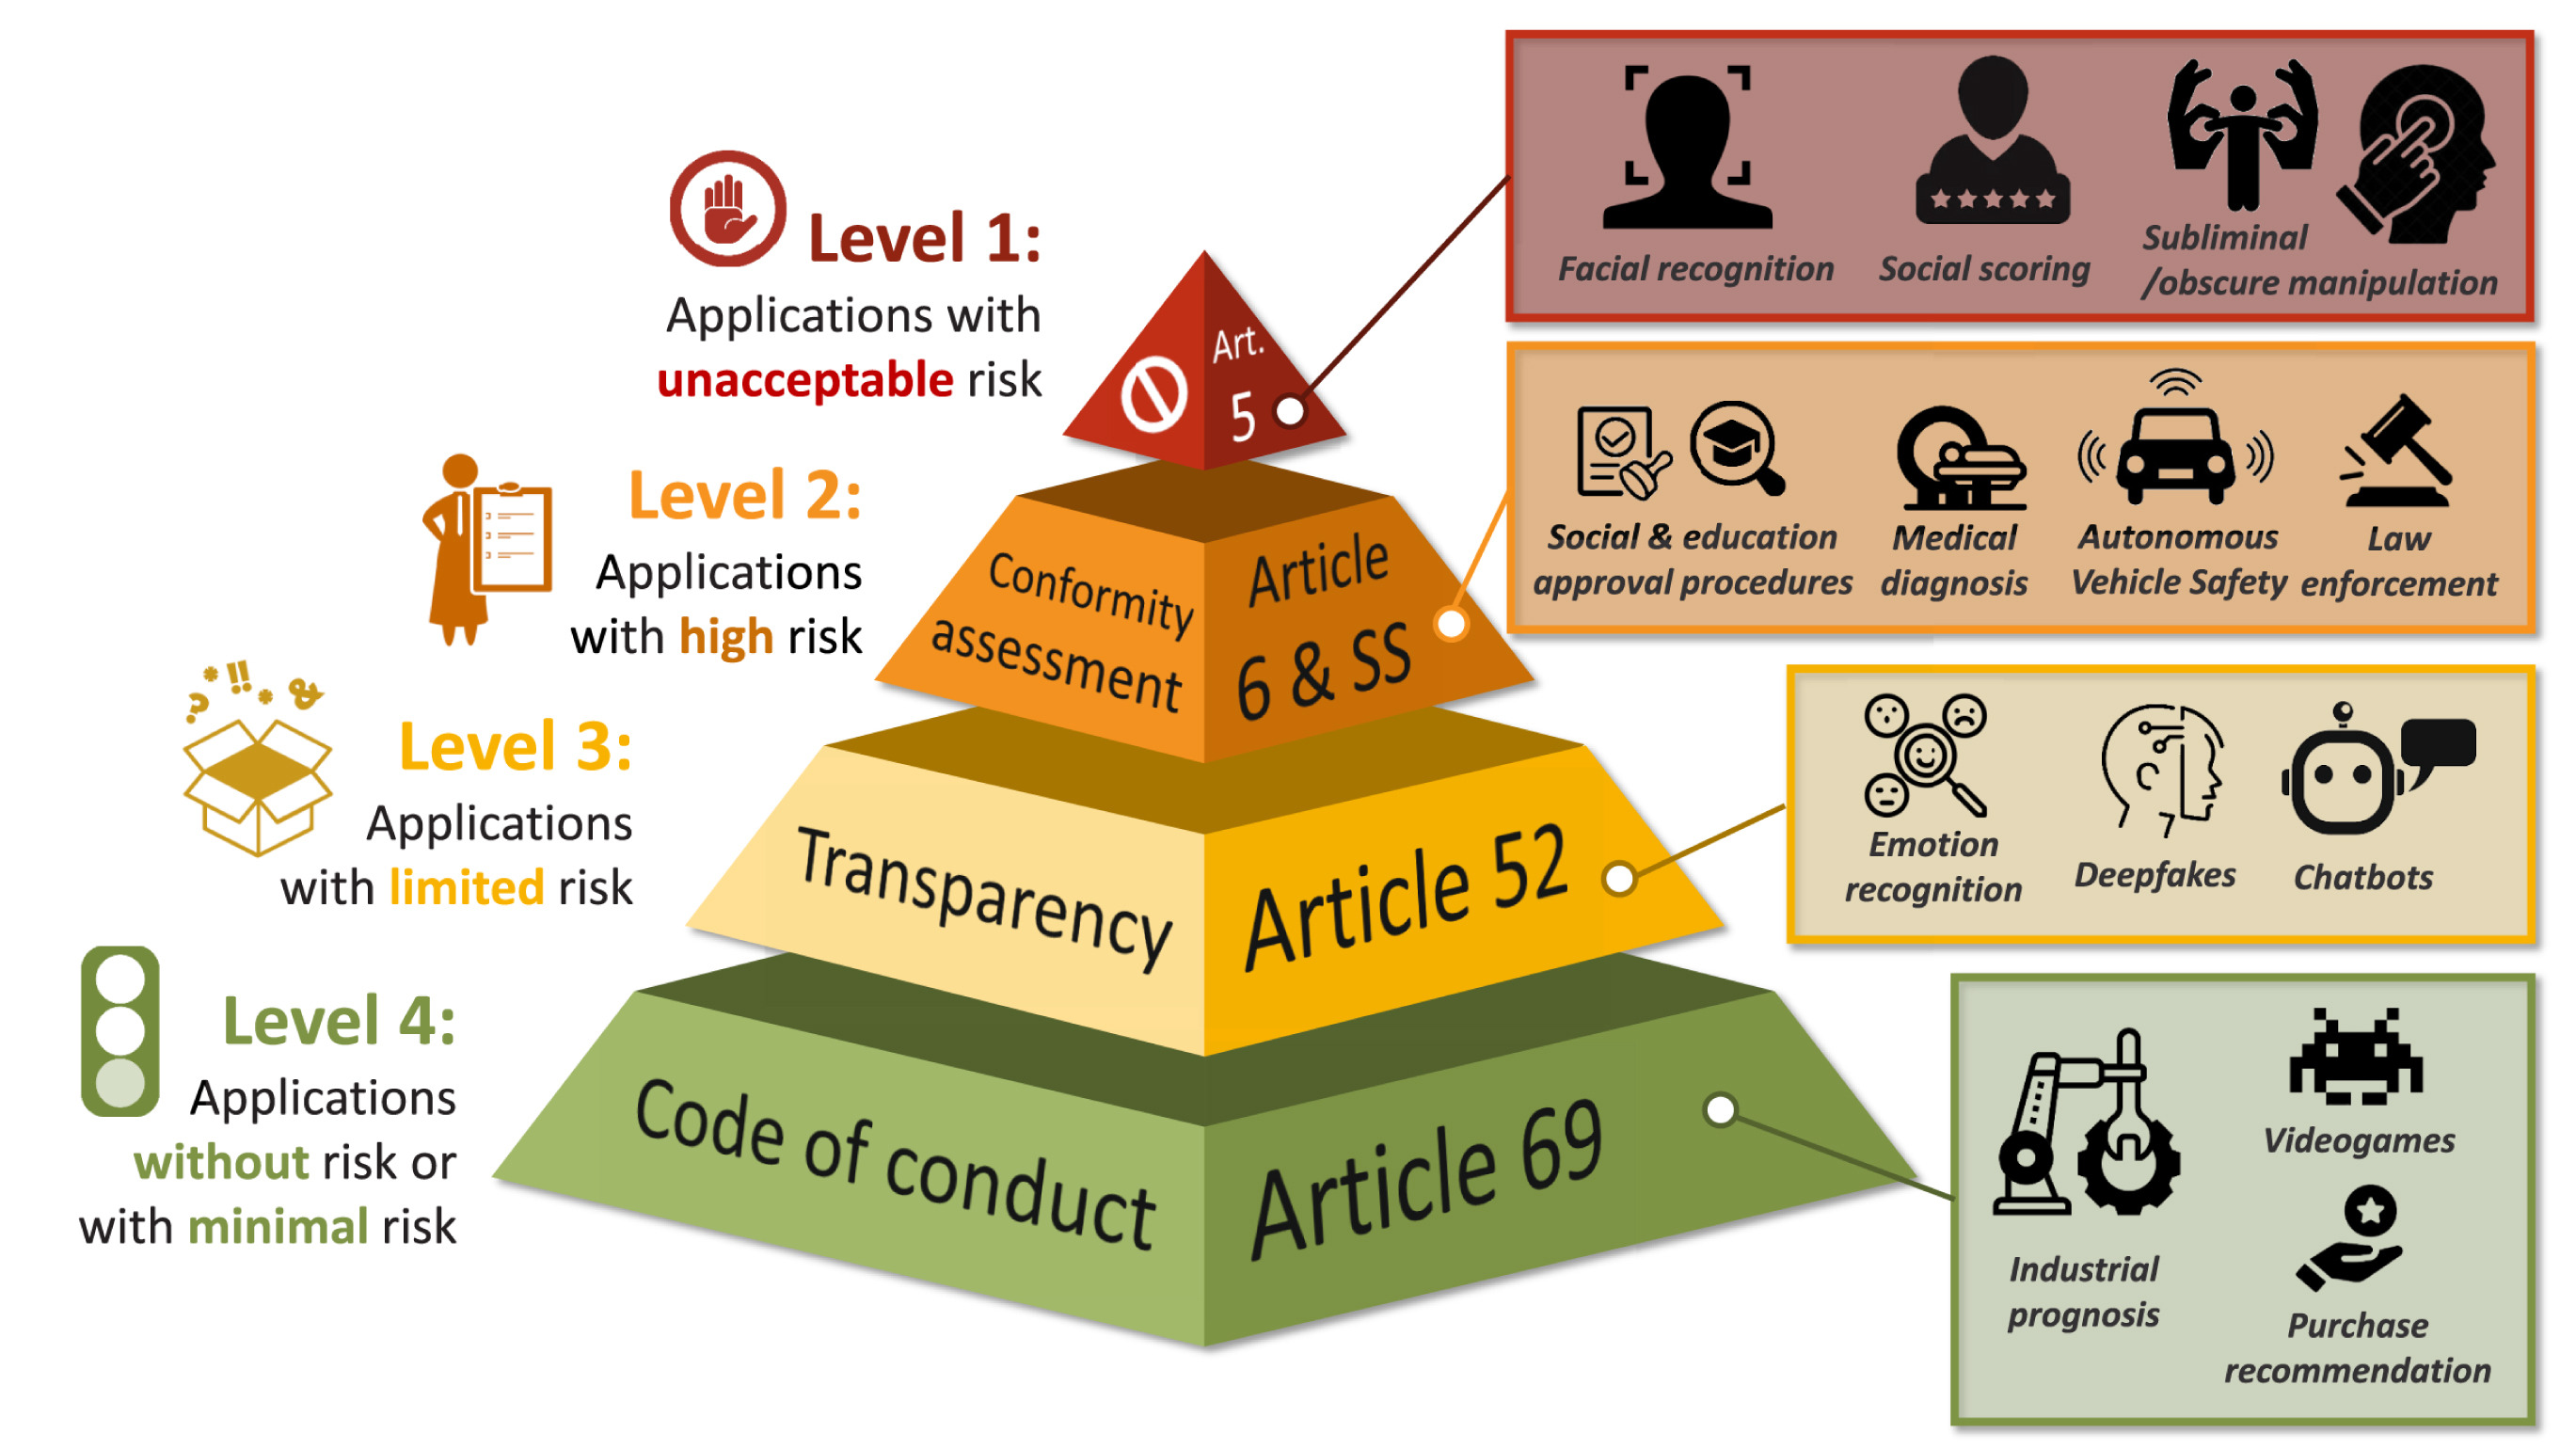 Level 1:
Applications with
unacceptable risk
Art.
5
Facial recognition
Social scoring
Subliminal
/obscure manipulation
Level 2:
Applications
with high risk
Conformity
assessment
Article
6 & SS
Social & education
approval procedures
Medical
diagnosis
Autonomous
Vehicle Safety
Law
enforcement
? * !! * &
Level 3:
Applications
with limited risk
Transparency
Article 52
Emotion
recognition
Deepfakes
Chatbots
Level 4:
Applications
without risk or
with minimal risk
Code of conduct
Article 69
Industrial
prognosis
Videogames
Purchase
recommendation